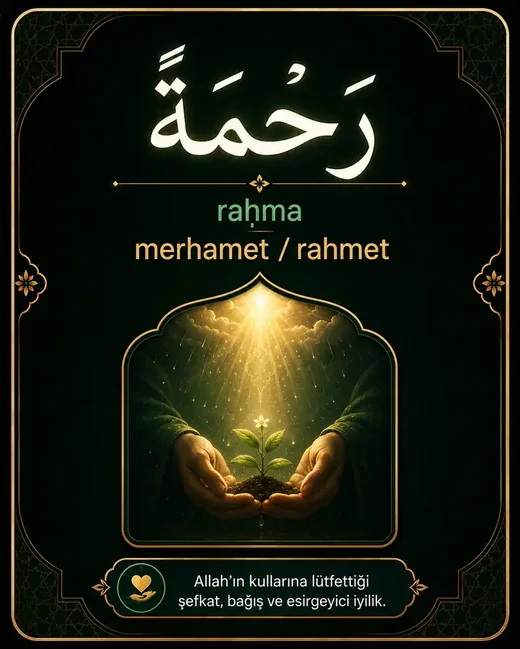 رَحْمَةً
raḥma
merhamet / rahmet
Allah'ın kullarına lütfettiği
şefkat, bağış ve esirgeyici iyilik.